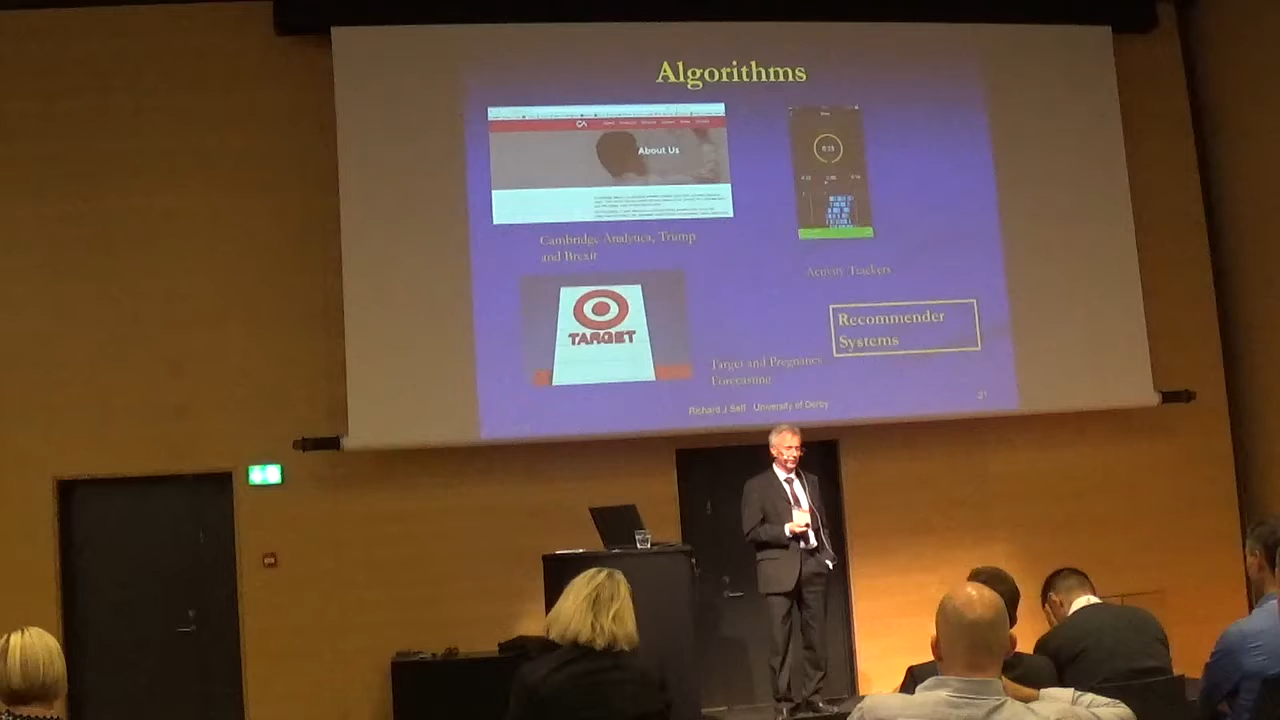 Algorithms
CA
About Us
Cambridge Analytica, Trump
and Brexit
Activity Trackers
TARGET
Recommender
Systems
Target and Pregnancy
Forecasting
Richard J Self University of Derby
21